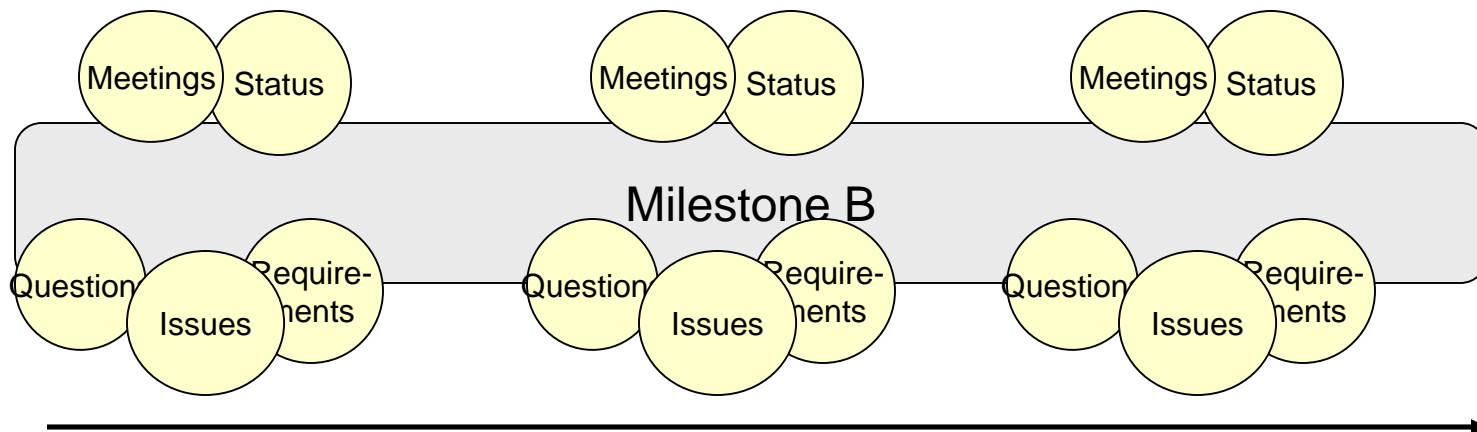 Meetings
Status
Meetings
Status
Meetings
Status
Milestone B
Question
Issues
Require-
ments
Question
Issues
Require-
ments
Question
Issues
Require-
ments